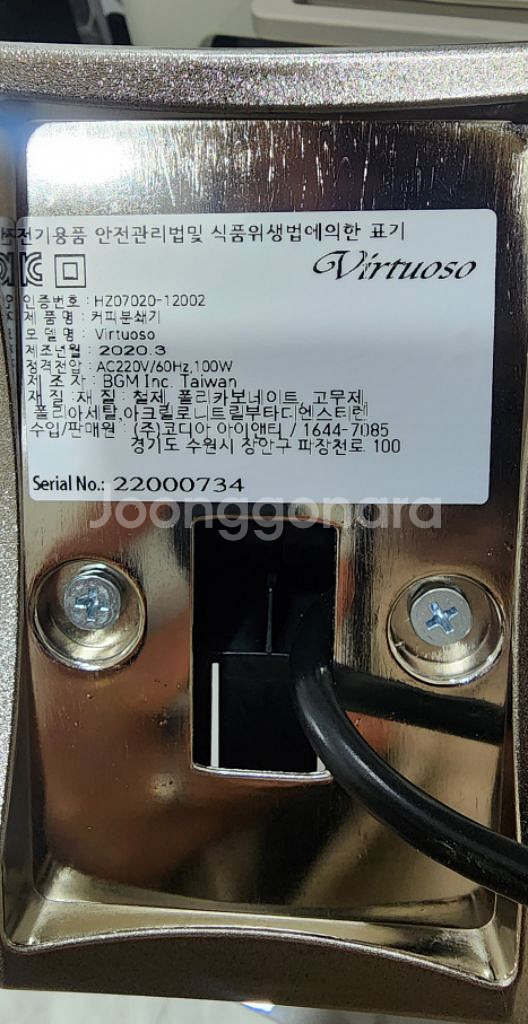 전기용품 안전관리법및 식품위생법에의한 표기
Virtuoso
인증번호 : HZ07020-12002
제 품 명 : 커피분쇄기
모 델 명 : Virtuoso
제조년월 : 2020.3
정격전압 : AC220V/60Hz,100W
제 조 자 : BGM Inc. Taiwan
재 질 : 재 질 : 철제, 폴리카보네이트, 고무제,
폴리아세탈,아크릴로니트릴부타디엔스티렌
수입/판매원 : (주)코디아 아이앤티 / 1644-7085
경기도 수원시 장안구 파장천로 100
Serial No.: 22000734
Joonggonara